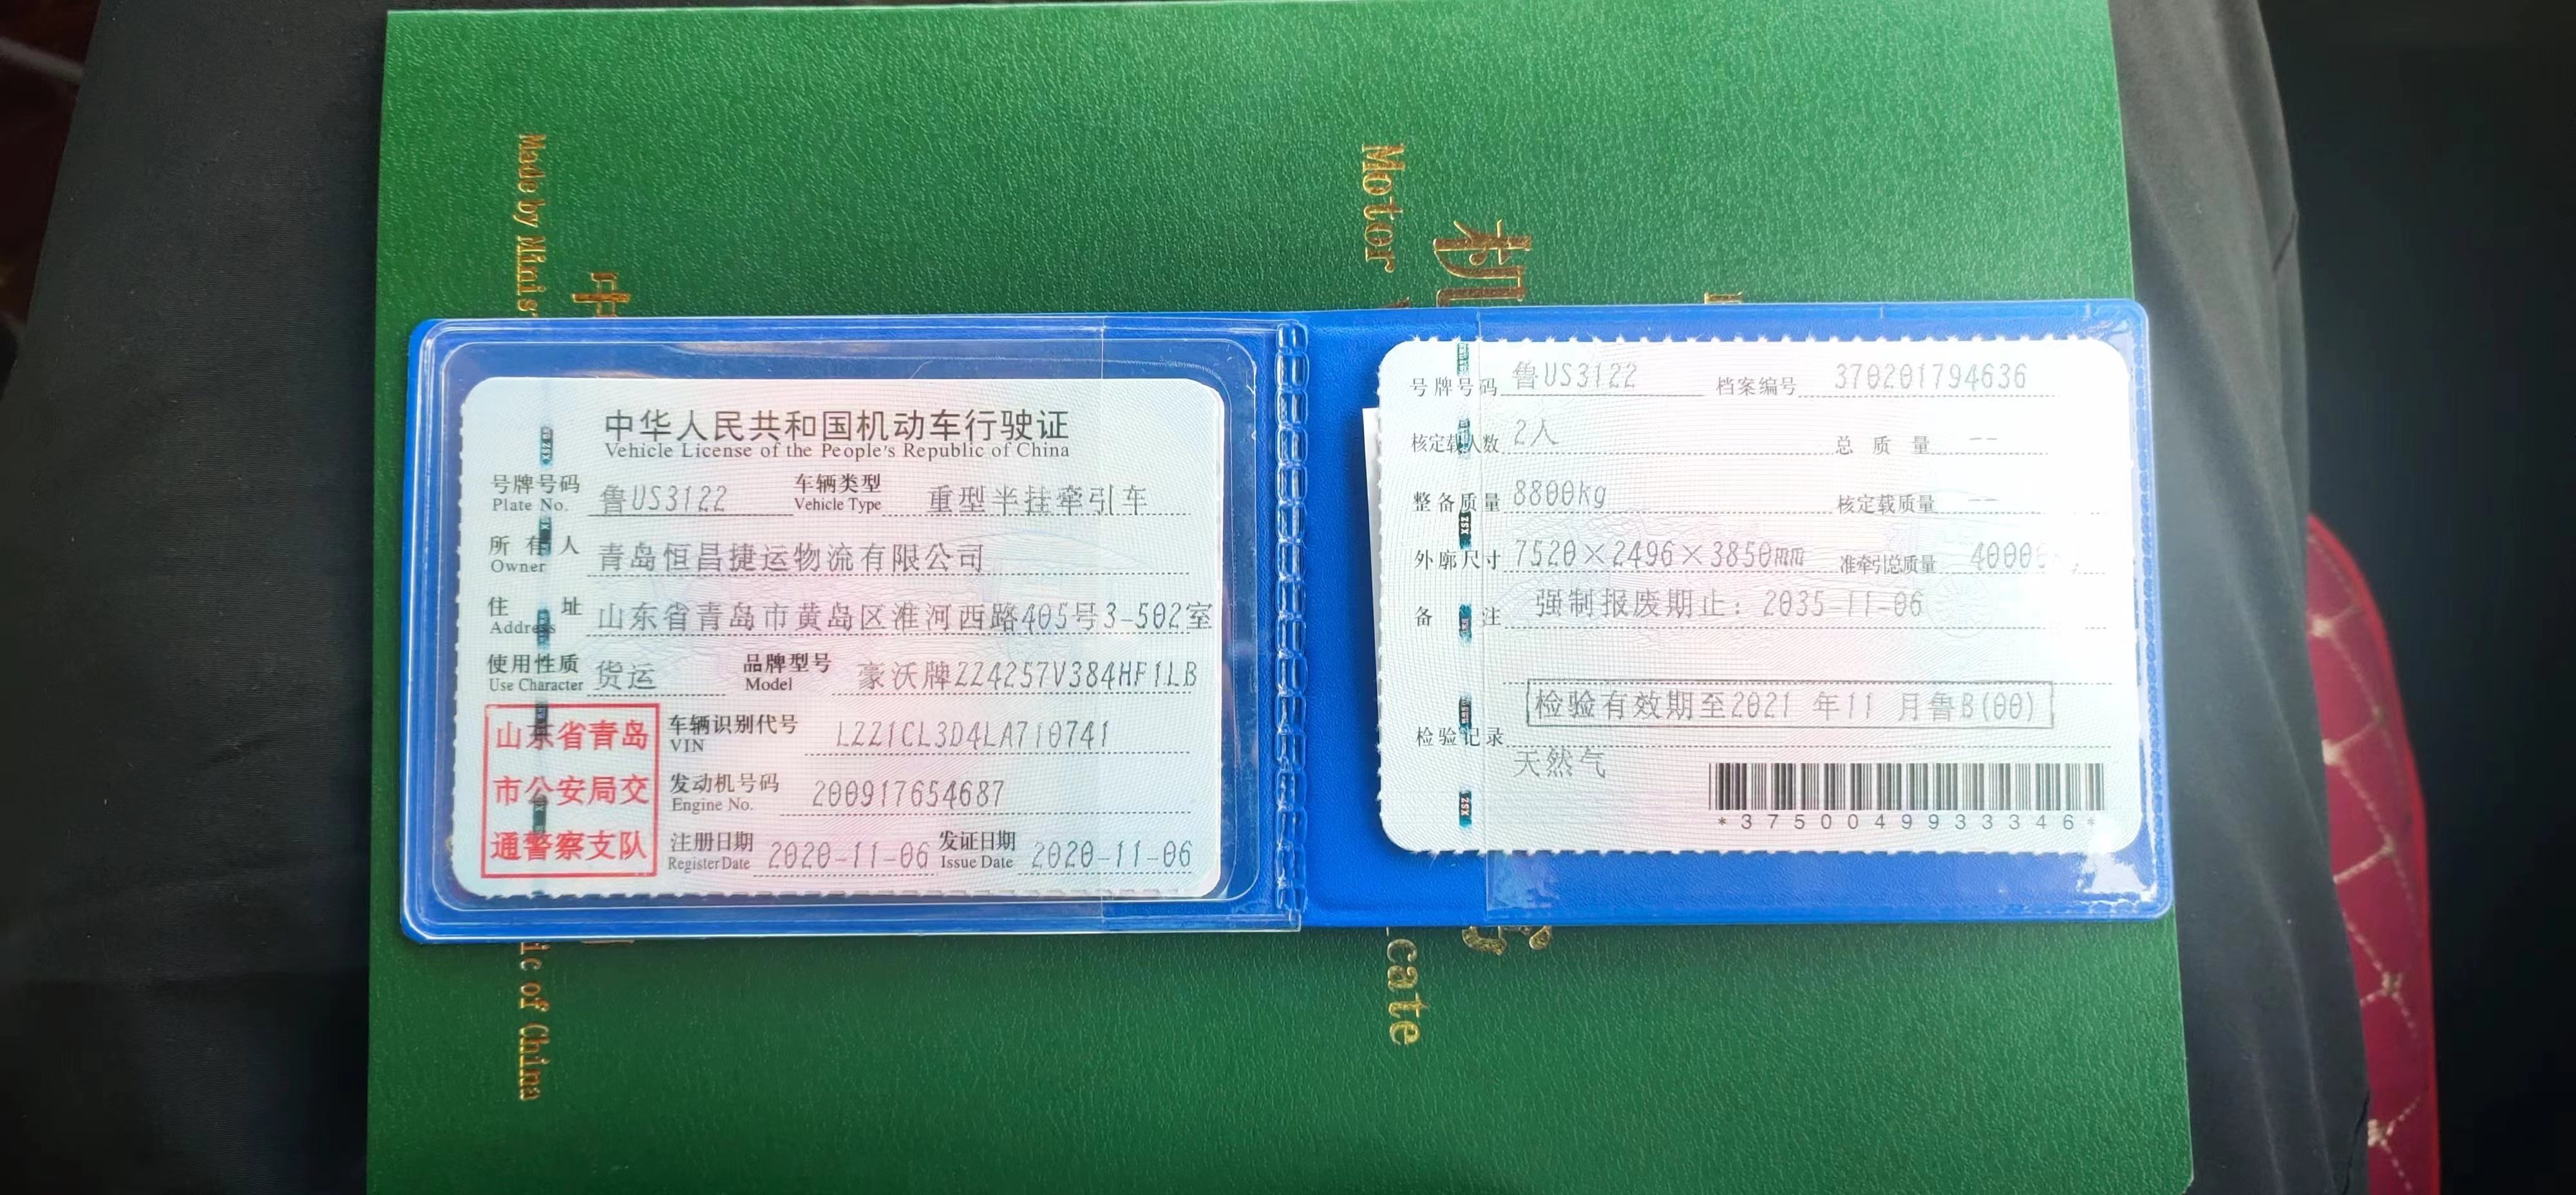 Made by Minis
中
Motor
机
中华人民共和国机动车行驶证
Vehicle License of the People's Republic of China
号牌号码 鲁US3122 车辆类型 重型半挂牵引车
Plate No. Vehicle Type
所有人 青岛恒昌捷运物流有限公司
Owner
住址 山东省青岛市黄岛区淮河西路405号3-502室
Address
使用性质 货运 品牌型号 豪沃牌ZZ4257V384HF1LB
Use Character Model
山东省青岛
市公安局交
通警察支队
车辆识别代号 LZZ1CL3D4LA710741
VIN
发动机号码 200917654687
Engine No.
注册日期 2020-11-06 发证日期 2020-11-06
Register Date Issue Date
号牌号码 鲁US3122 档案编号 370201794636
核定载人数 2人 总质量 --
整备质量 8800kg 核定载质量 --
外廓尺寸 7520×2496×3850mm 准牵引总质量
备注 强制报废期止：2035-11-06
检验有效期至2021 年11 月鲁B(00)
检验记录
天然气
*3750049933346*
ic of China
cate